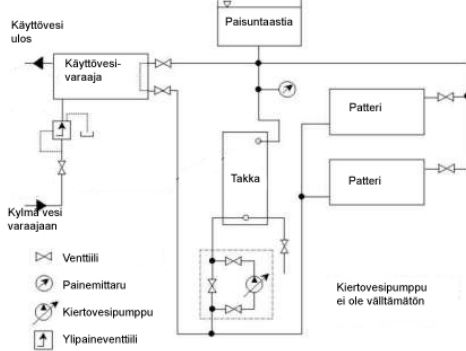 Käyttövesi
ulos
Paisuntaastia
Käyttövesi-
varaaja
Patteri
Takka
Patteri
Kylmä vesi
varaajaan
Venttiili
Painemittaru
Kiertovesipumppu
Ylipaineventtiili
Kiertovesipumppu
ei ole välttämätön